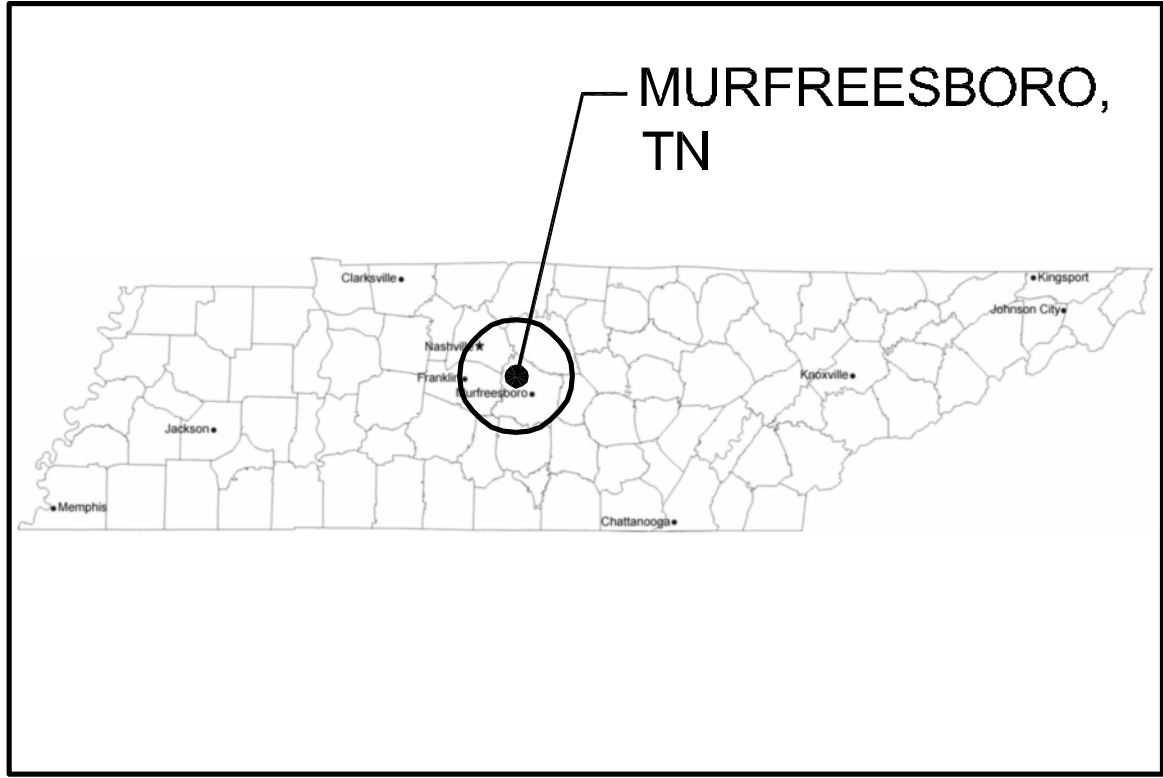 MURFREESBORO,
TN
Clarksville
Kingsport
Johnson City
Nashville
Franklin
Murfreesboro
Knoxville
Jackson
Memphis
Chattanooga